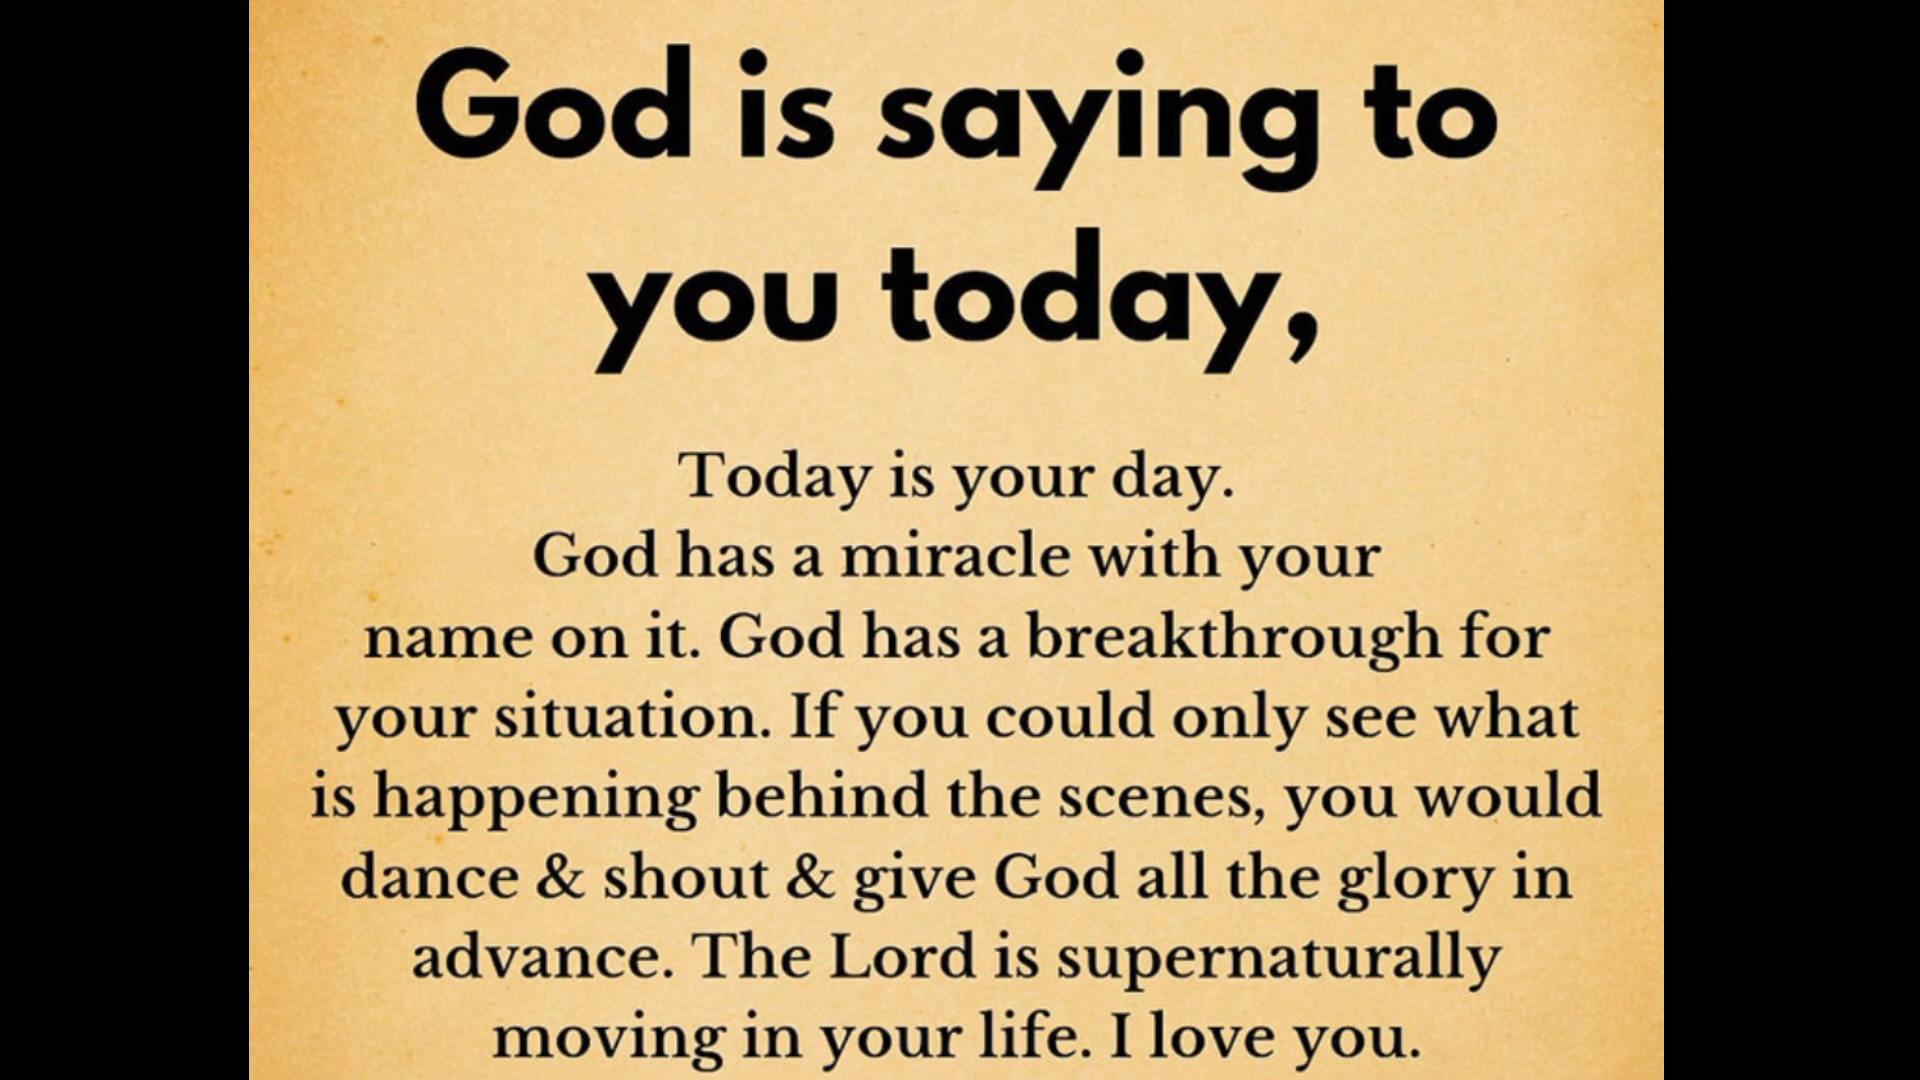 God is saying to
you today,
Today is your day.
God has a miracle with your
name on it. God has a breakthrough for
your situation. If you could only see what
is happening behind the scenes, you would
dance & shout & give God all the glory in
advance. The Lord is supernaturally
moving in your life. I love you.